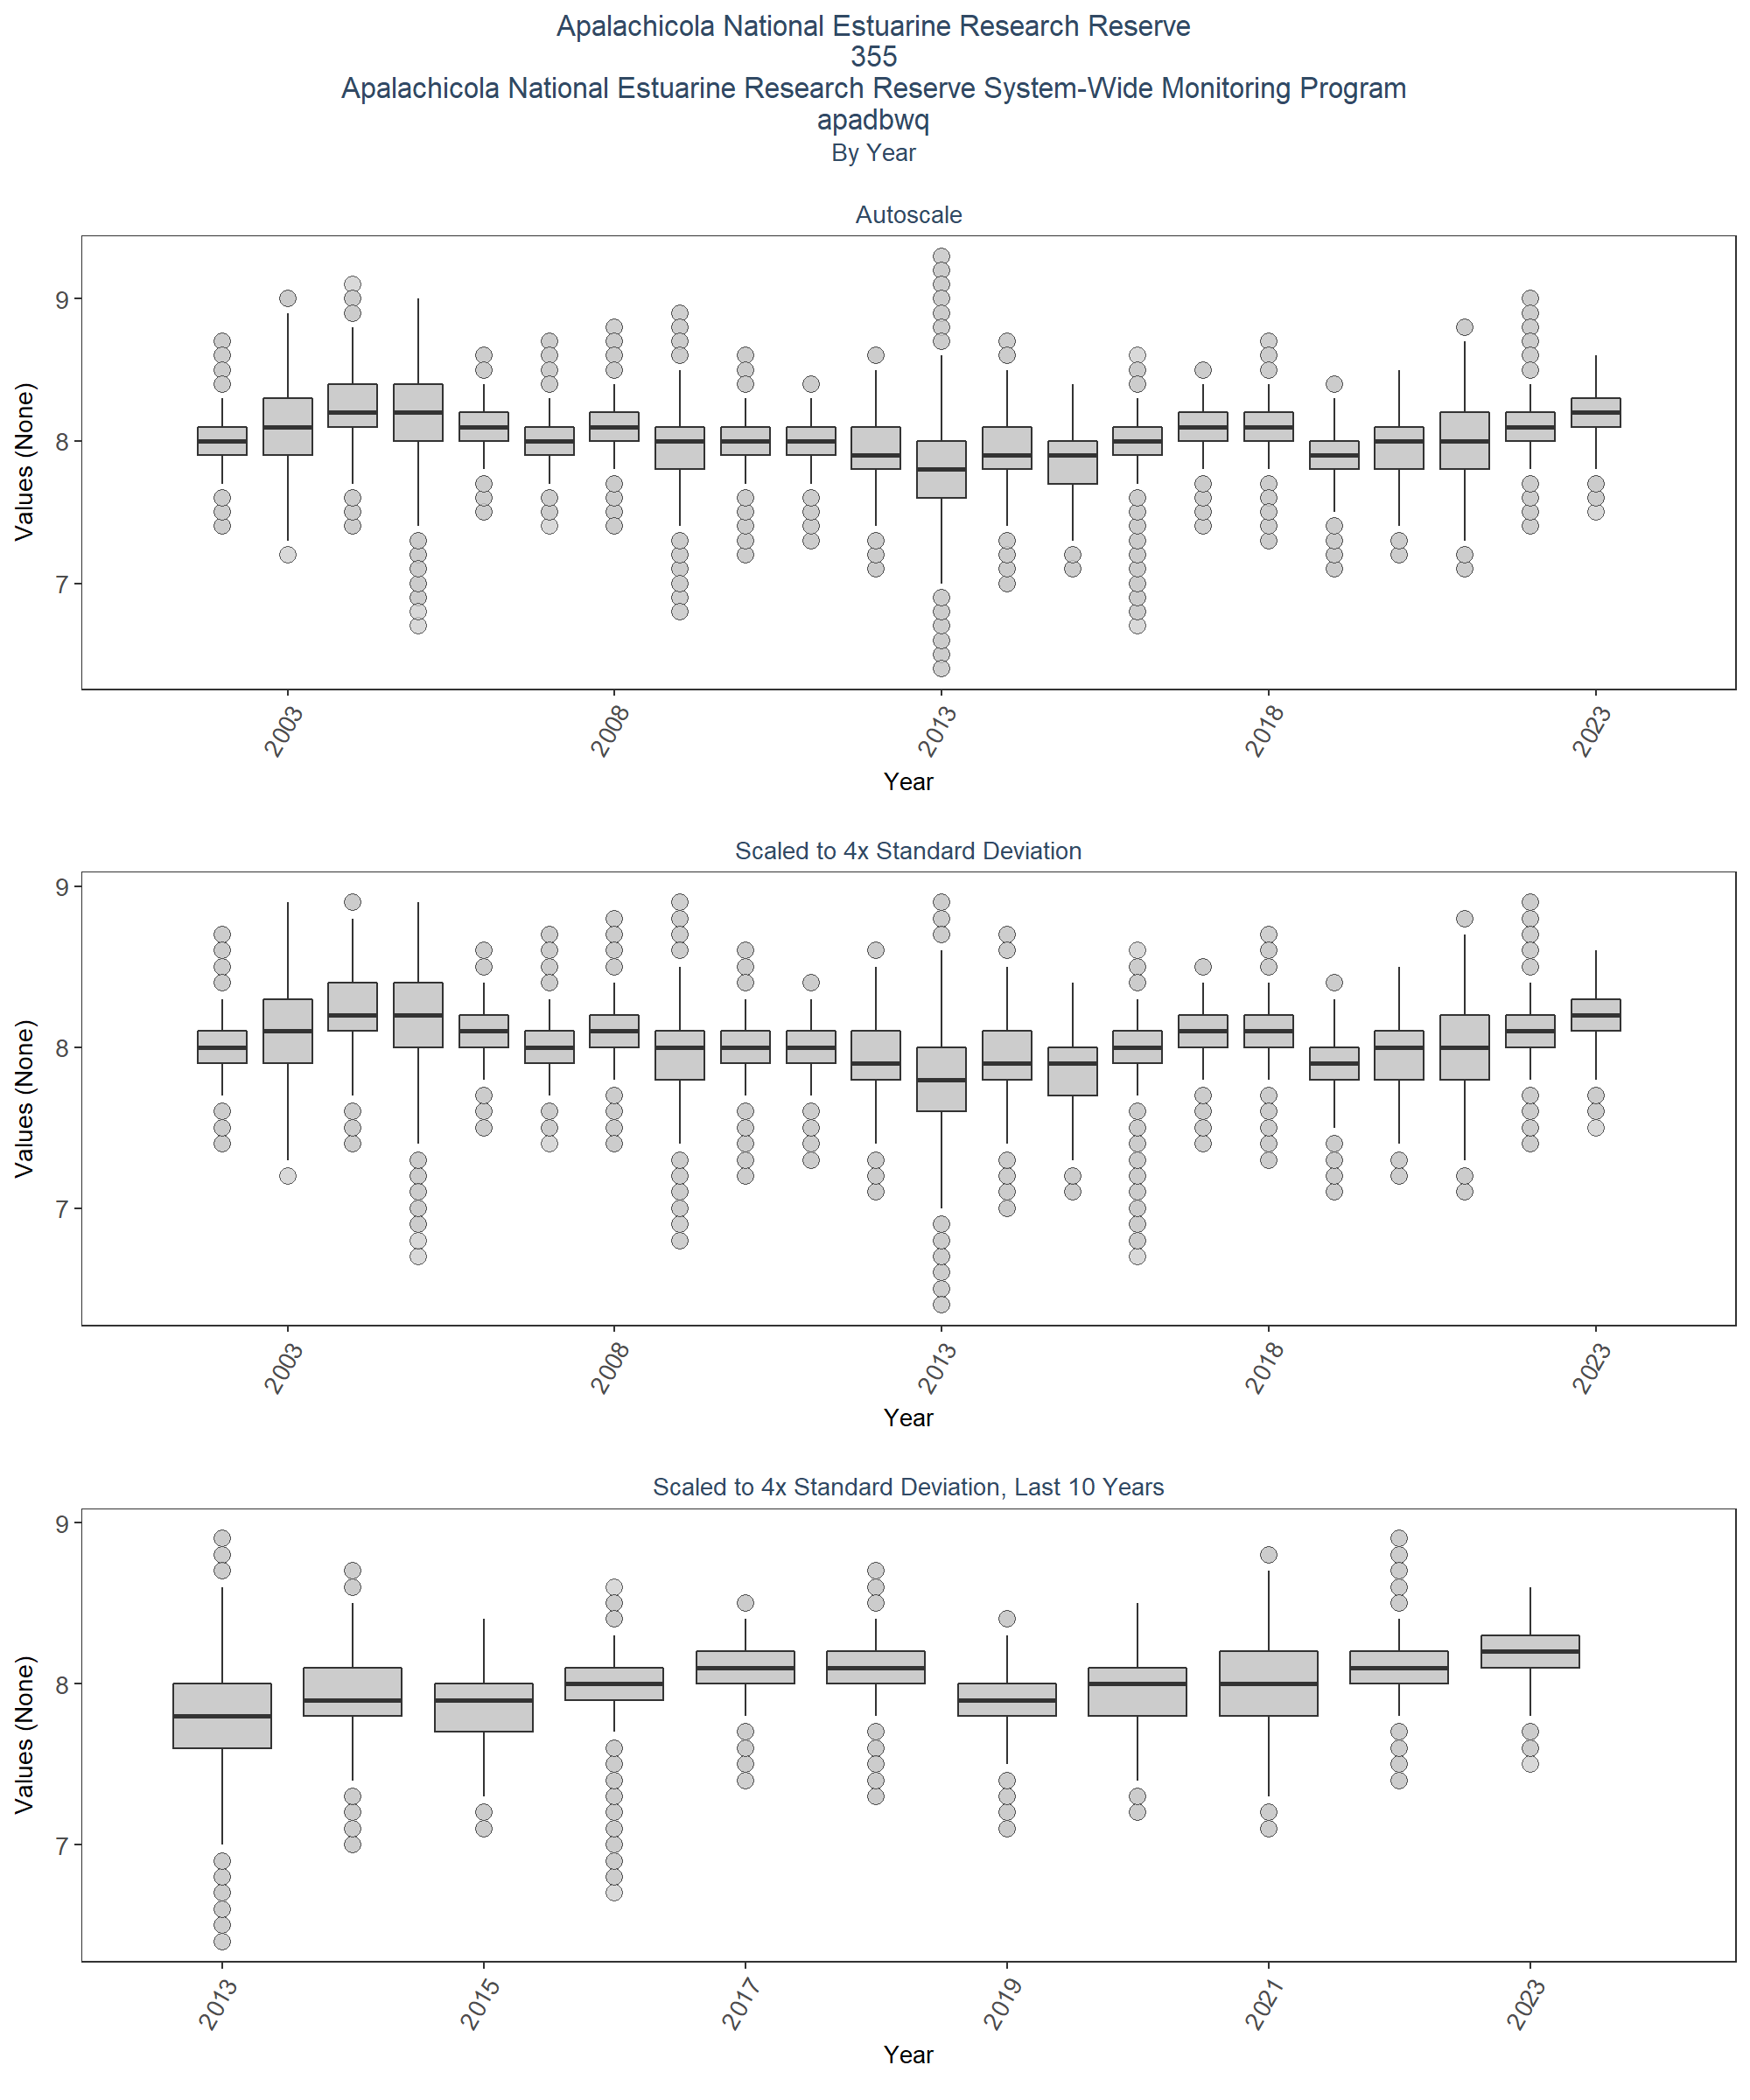 Apalachicola National Estuarine Research Reserve
355
Apalachicola National Estuarine Research Reserve System-Wide Monitoring Program
apadbwq
By Year
Autoscale
Values (None)
9
8
7
2003 2008 2013 2018 2023
Year
Scaled to 4x Standard Deviation
Values (None)
9
8
7
2003 2008 2013 2018 2023
Year
Scaled to 4x Standard Deviation, Last 10 Years
Values (None)
9
8
7
2013 2015 2017 2019 2021 2023
Year